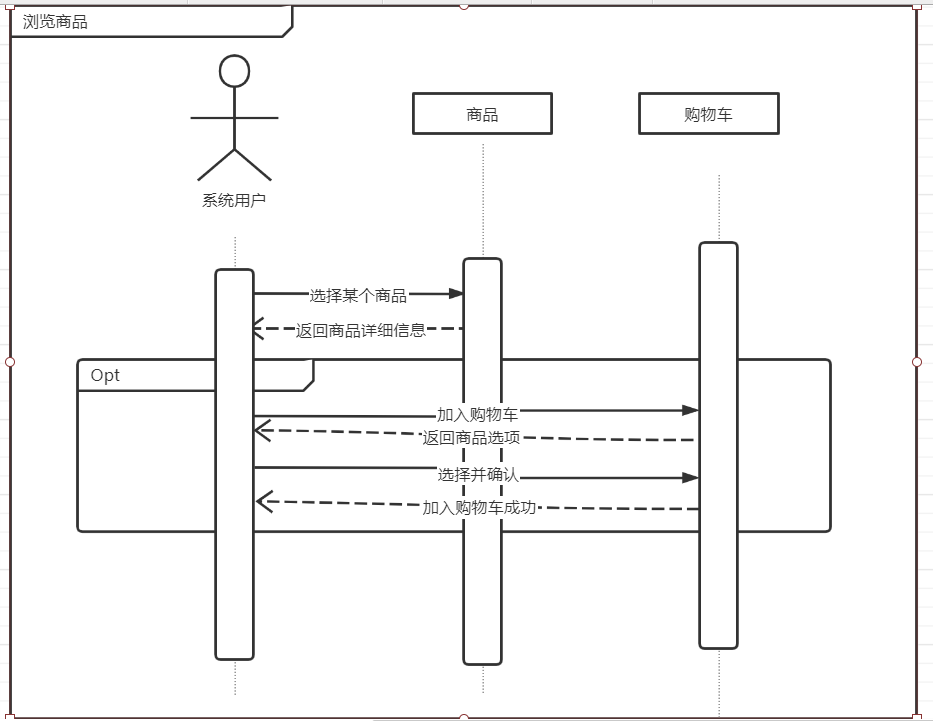 浏览商品
商品
购物车
系统用户
选择某个商品
返回商品详细信息
Opt
加入购物车
返回商品选项
选择并确认
加入购物车成功